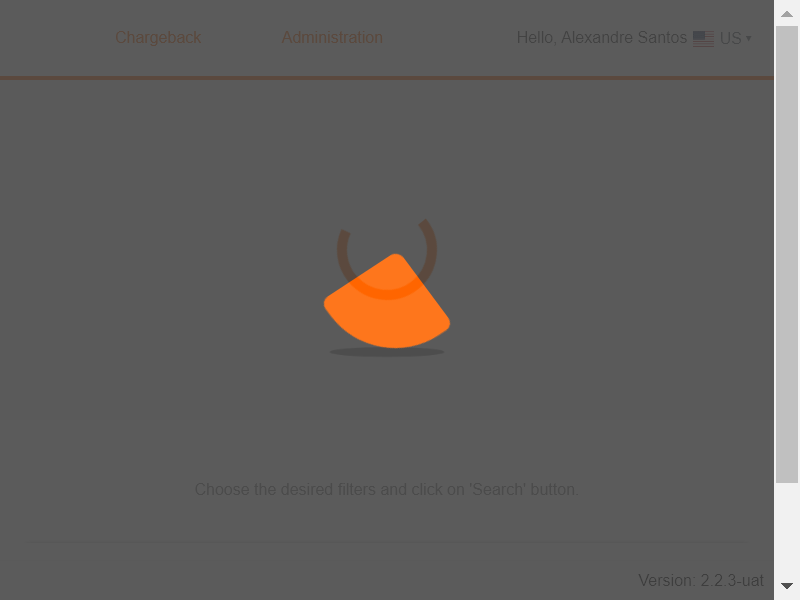 Chargeback Administration Hello, Alexandre Santos US
Choose the desired filters and click on 'Search' button.
Version: 2.2.3-uat